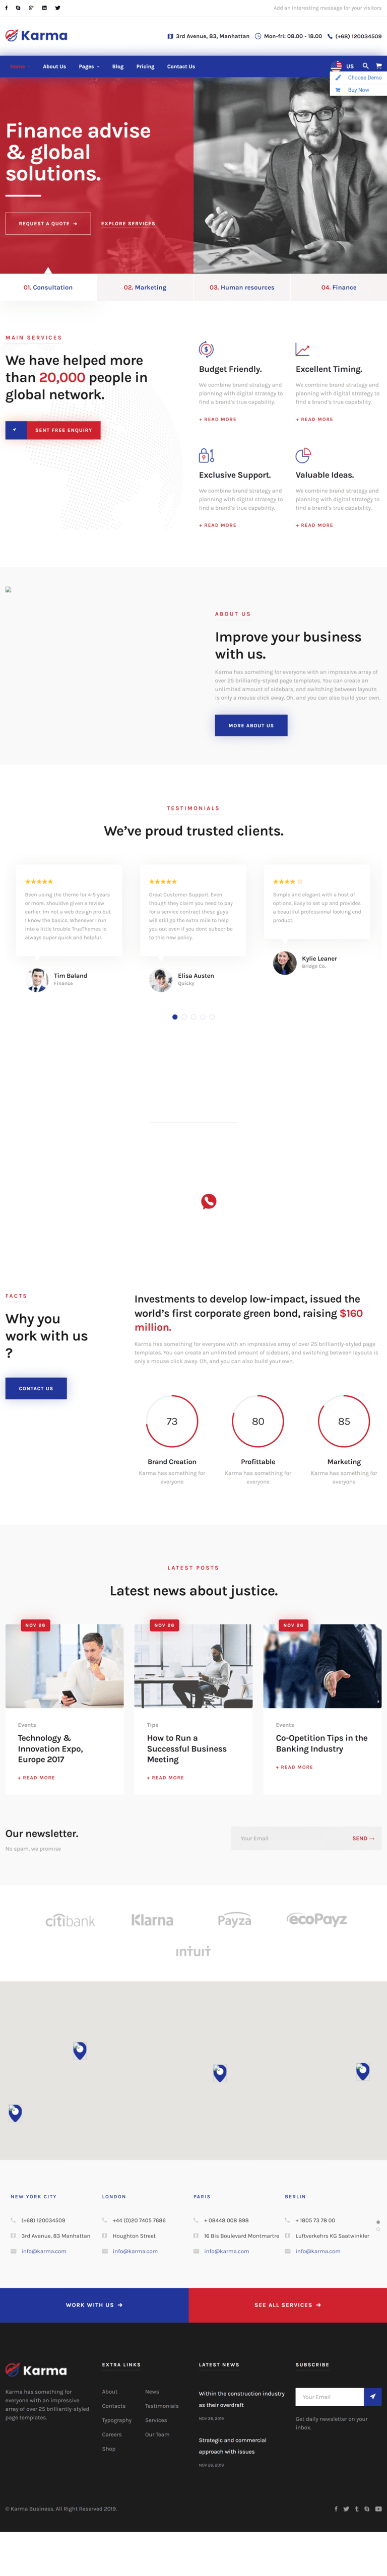 Add an interesting message for your visitors
Karma
3rd Avenue, 83, Manhattan
Mon-fri: 08.00 - 18.00
(+68) 120034509
Home
About Us
Pages
Blog
Pricing
Contact Us
US
Choose Demo
Buy Now
Finance advise
& global
solutions.
REQUEST A QUOTE
EXPLORE SERVICES
01. Consultation
02. Marketing
03. Human resources
04. Finance
MAIN SERVICES
We have helped more
than 20,000 people in
global network.
SENT FREE ENQUIRY
Budget Friendly.
We combine brand strategy and
planning with digital strategy to
find a brand's true capability.
+ READ MORE
Excellent Timing.
We combine brand strategy and
planning with digital strategy to
find a brand's true capability.
+ READ MORE
Exclusive Support.
We combine brand strategy and
planning with digital strategy to
find a brand's true capability.
+ READ MORE
Valuable Ideas.
We combine brand strategy and
planning with digital strategy to
find a brand's true capability.
+ READ MORE
ABOUT US
Improve your business
with us.
Karma has something for everyone with an impressive array of
over 25 brilliantly-styled page templates. You can create an
unlimited amount of sidebars, and switching between layouts
is only a mouse click away. Oh, and you can also build your own.
MORE ABOUT US
TESTIMONIALS
We've proud trusted clients.
Been using the theme for 4-5 years
or more, shoulder given a review
earlier. Im not a web design pro but
I know the basics. Whenever I run
into a little trouble TrueThemes is
always super quick and helpful.
Tim Baland
Finance
Great Customer Support. Even
though they claim you need to pay
for a service contract these guys
will still go the extra mile to help
you out even if you dont subscribe
to this new policy.
Elisa Austen
Quicky
Simple and elegant with a host of
options. Easy to set up and provides
a beautiful professional looking end
product.
Kylie Leaner
Bridge Co.
FACTS
Why you
work with us
?
CONTACT US
Investments to develop low-impact, issued the
world's first corporate green bond, raising $160
million.
Karma has something for everyone with an impressive array of over 25 brilliantly-styled page
templates. You can create an unlimited amount of sidebars, and switching between layouts is
only a mouse click away. Oh, and you can also build your own.
73
Brand Creation
Karma has something for
everyone
80
Profittable
Karma has something for
everyone
85
Marketing
Karma has something for
everyone
LATEST POSTS
Latest news about justice.
NOV 26
Events
Technology &
Innovation Expo,
Europe 2017
+ READ MORE
NOV 26
Tips
How to Run a
Successful Business
Meeting
+ READ MORE
NOV 26
Events
Co-Opetition Tips in the
Banking Industry
+ READ MORE
Our newsletter.
No spam, we promise
Your Email
SEND
citibank
Klarna
Payza
ecoPayz
intuit
NEW YORK CITY
(+68) 120034509
3rd Avanue, 83 Manhattan
info@karma.com
LONDON
+44 (0)20 7405 7686
Houghton Street
info@karma.com
PARIS
+ 08448 008 898
16 Bis Boulevard Montmartre
info@karma.com
BERLIN
+ 1805 73 78 00
Luftverkehrs KG Saatwinkler
info@karma.com
WORK WITH US
SEE ALL SERVICES
Karma
Karma has something for
everyone with an impressive
array of over 25 brilliantly-styled
page templates.
EXTRA LINKS
About
Contacts
Typography
Careers
Shop
News
Testimonials
Services
Our Team
LATEST NEWS
Within the construction industry
as their overdraft
NOV 26, 2019
Strategic and commercial
approach with issues
NOV 26, 2019
SUBSCRIBE
Your Email
Get daily newsletter on your
inbox.
© Karma Business. All Right Reserved 2019.